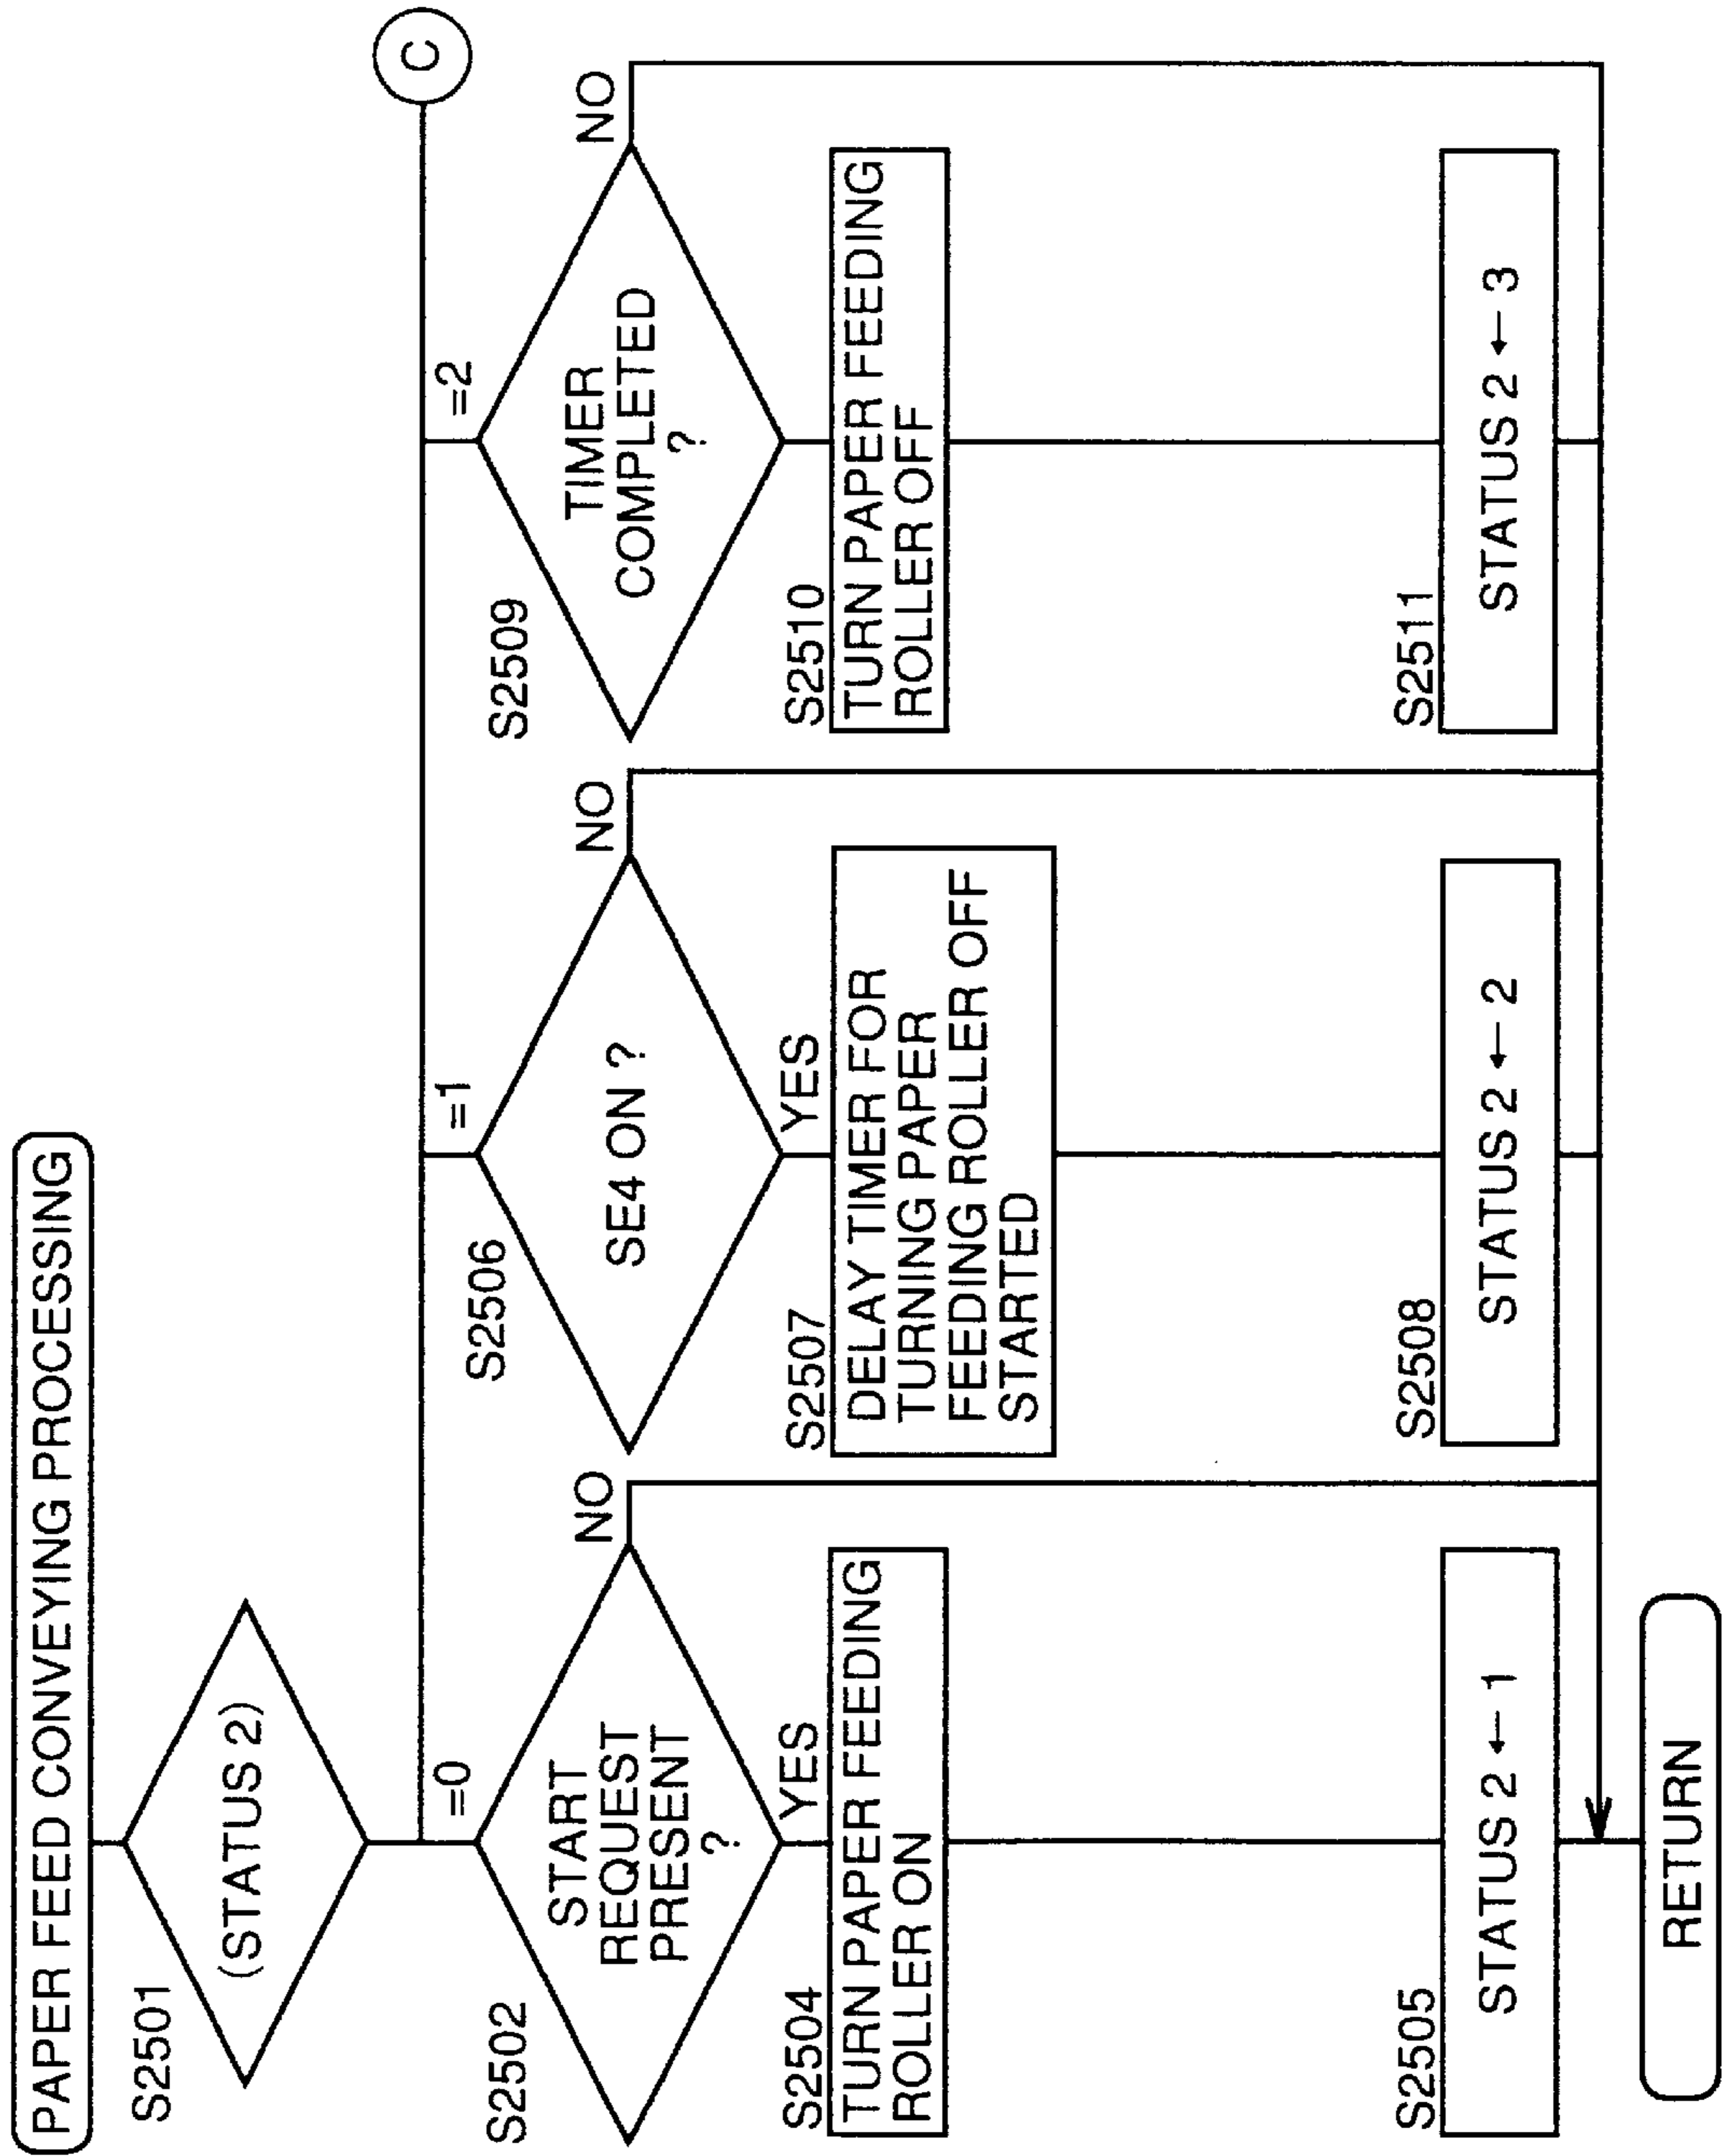 PAPER FEED CONVEYING PROCESSING
S2501
(STATUS 2)
C
=0
S2502
START
REQUEST
PRESENT
?
NO
YES
S2504
TURN PAPER FEEDING
ROLLER ON
S2505
STATUS 2 ← 1
RETURN
=1
S2506
SE4 ON ?
NO
YES
S2507
DELAY TIMER FOR
TURNING PAPER
FEEDING ROLLER OFF
STARTED
S2508
STATUS 2 ← 2
=2
S2509
TIMER
COMPLETED
?
NO
S2510
TURN PAPER FEEDING
ROLLER OFF
S2511
STATUS 2 ← 3